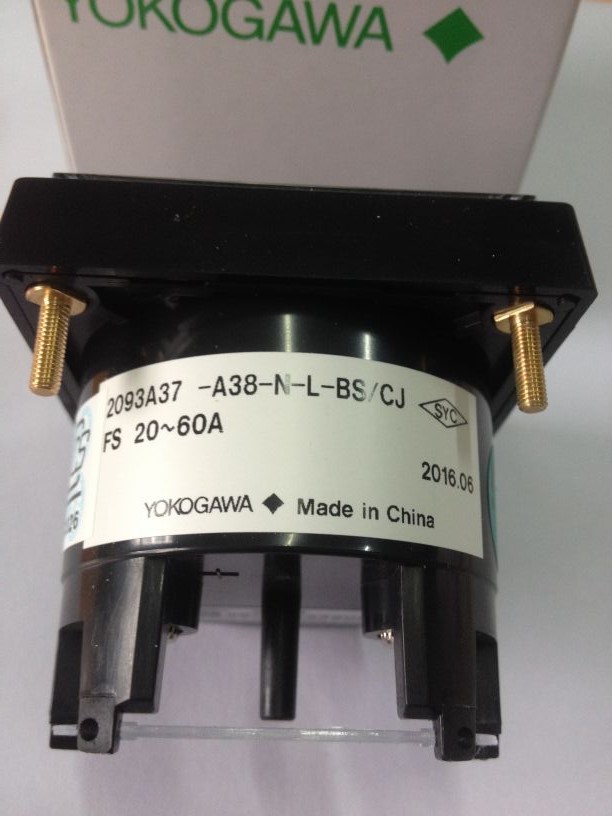 YOKOGAWA
2093A37 -A38-N-L-BS/CJ
SYC
FS 20~60A
2016.06
YOKOGAWA ◆ Made in China